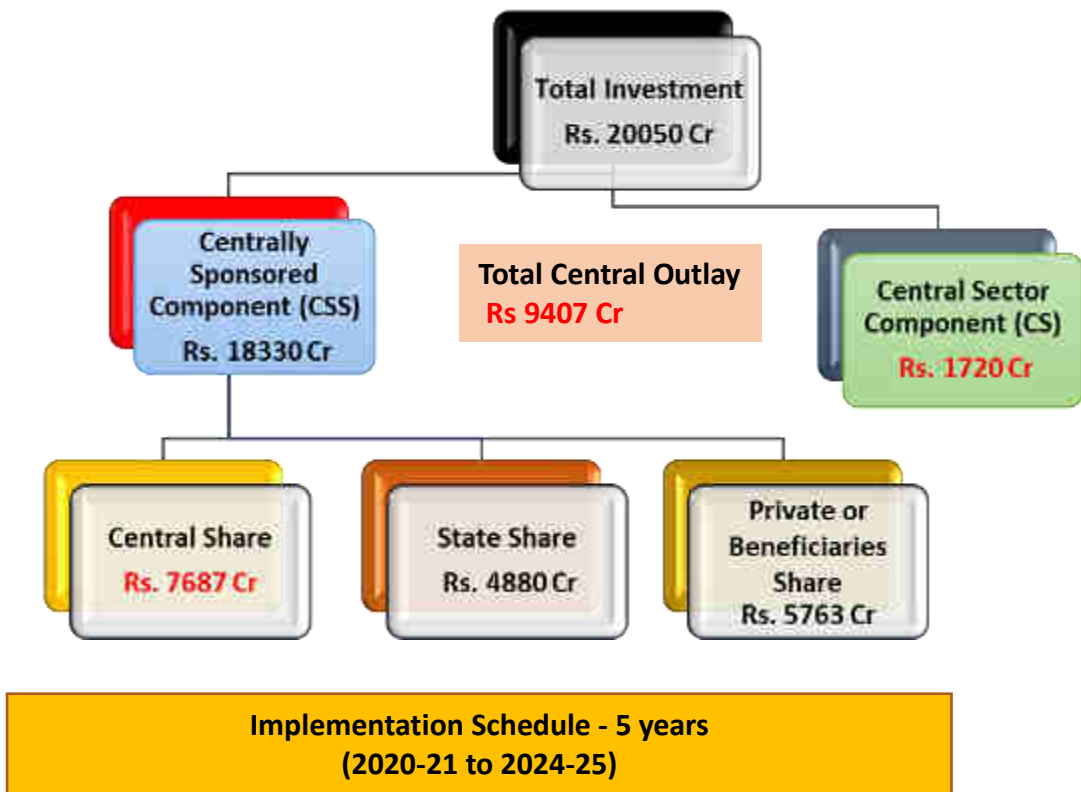 Total Investment
Rs. 20050 Cr
Centrally
Sponsored
Component (CSS)
Rs. 18330 Cr
Total Central Outlay
Rs 9407 Cr
Central Sector
Component (CS)
Rs. 1720 Cr
Central Share
Rs. 7687 Cr
State Share
Rs. 4880 Cr
Private or
Beneficiaries
Share
Rs. 5763 Cr
Implementation Schedule - 5 years
(2020-21 to 2024-25)